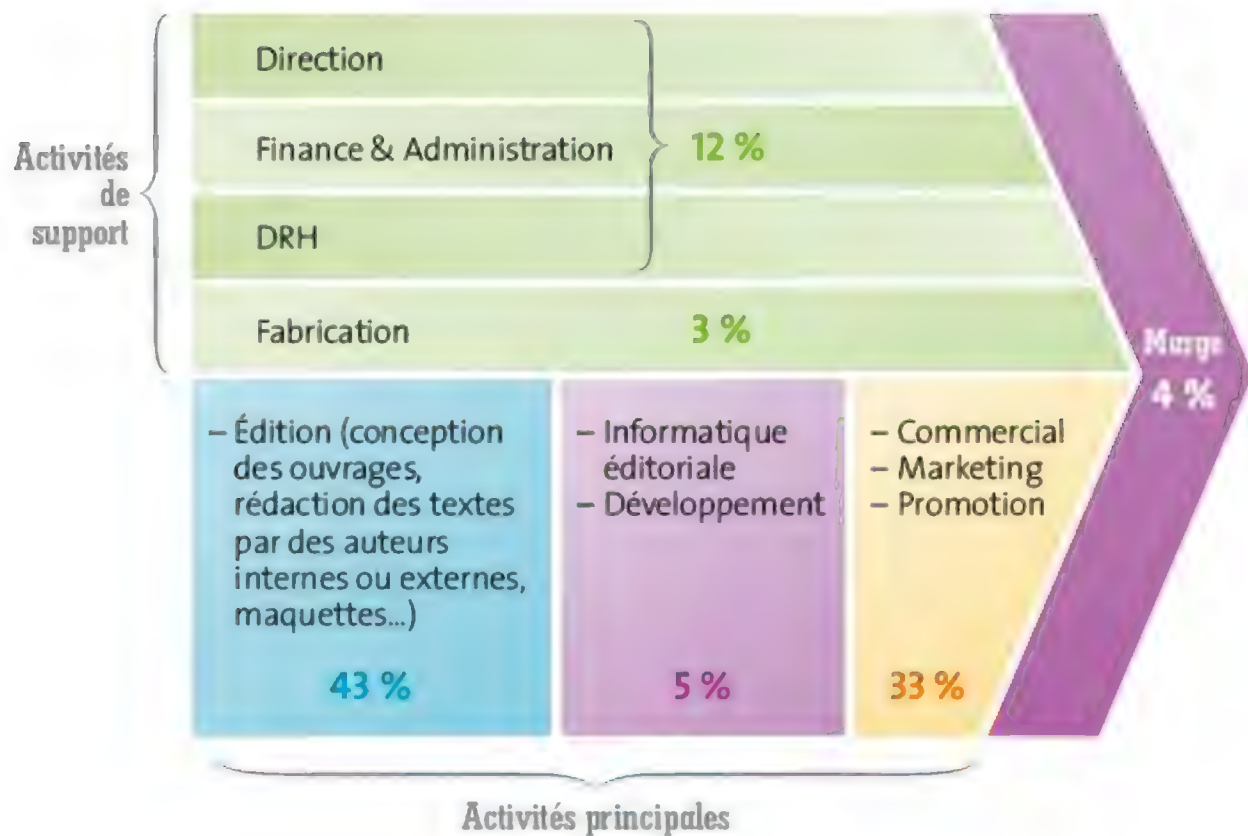 Activités
de
support
Direction
Finance & Administration
12 %
DRH
Fabrication
3 %
Marge
4 %
– Édition (conception
des ouvrages,
rédaction des textes
par des auteurs
internes ou externes,
maquettes...)
43 %
– Informatique
éditoriale
– Développement
5 %
– Commercial
– Marketing
– Promotion
33 %
Activités principales